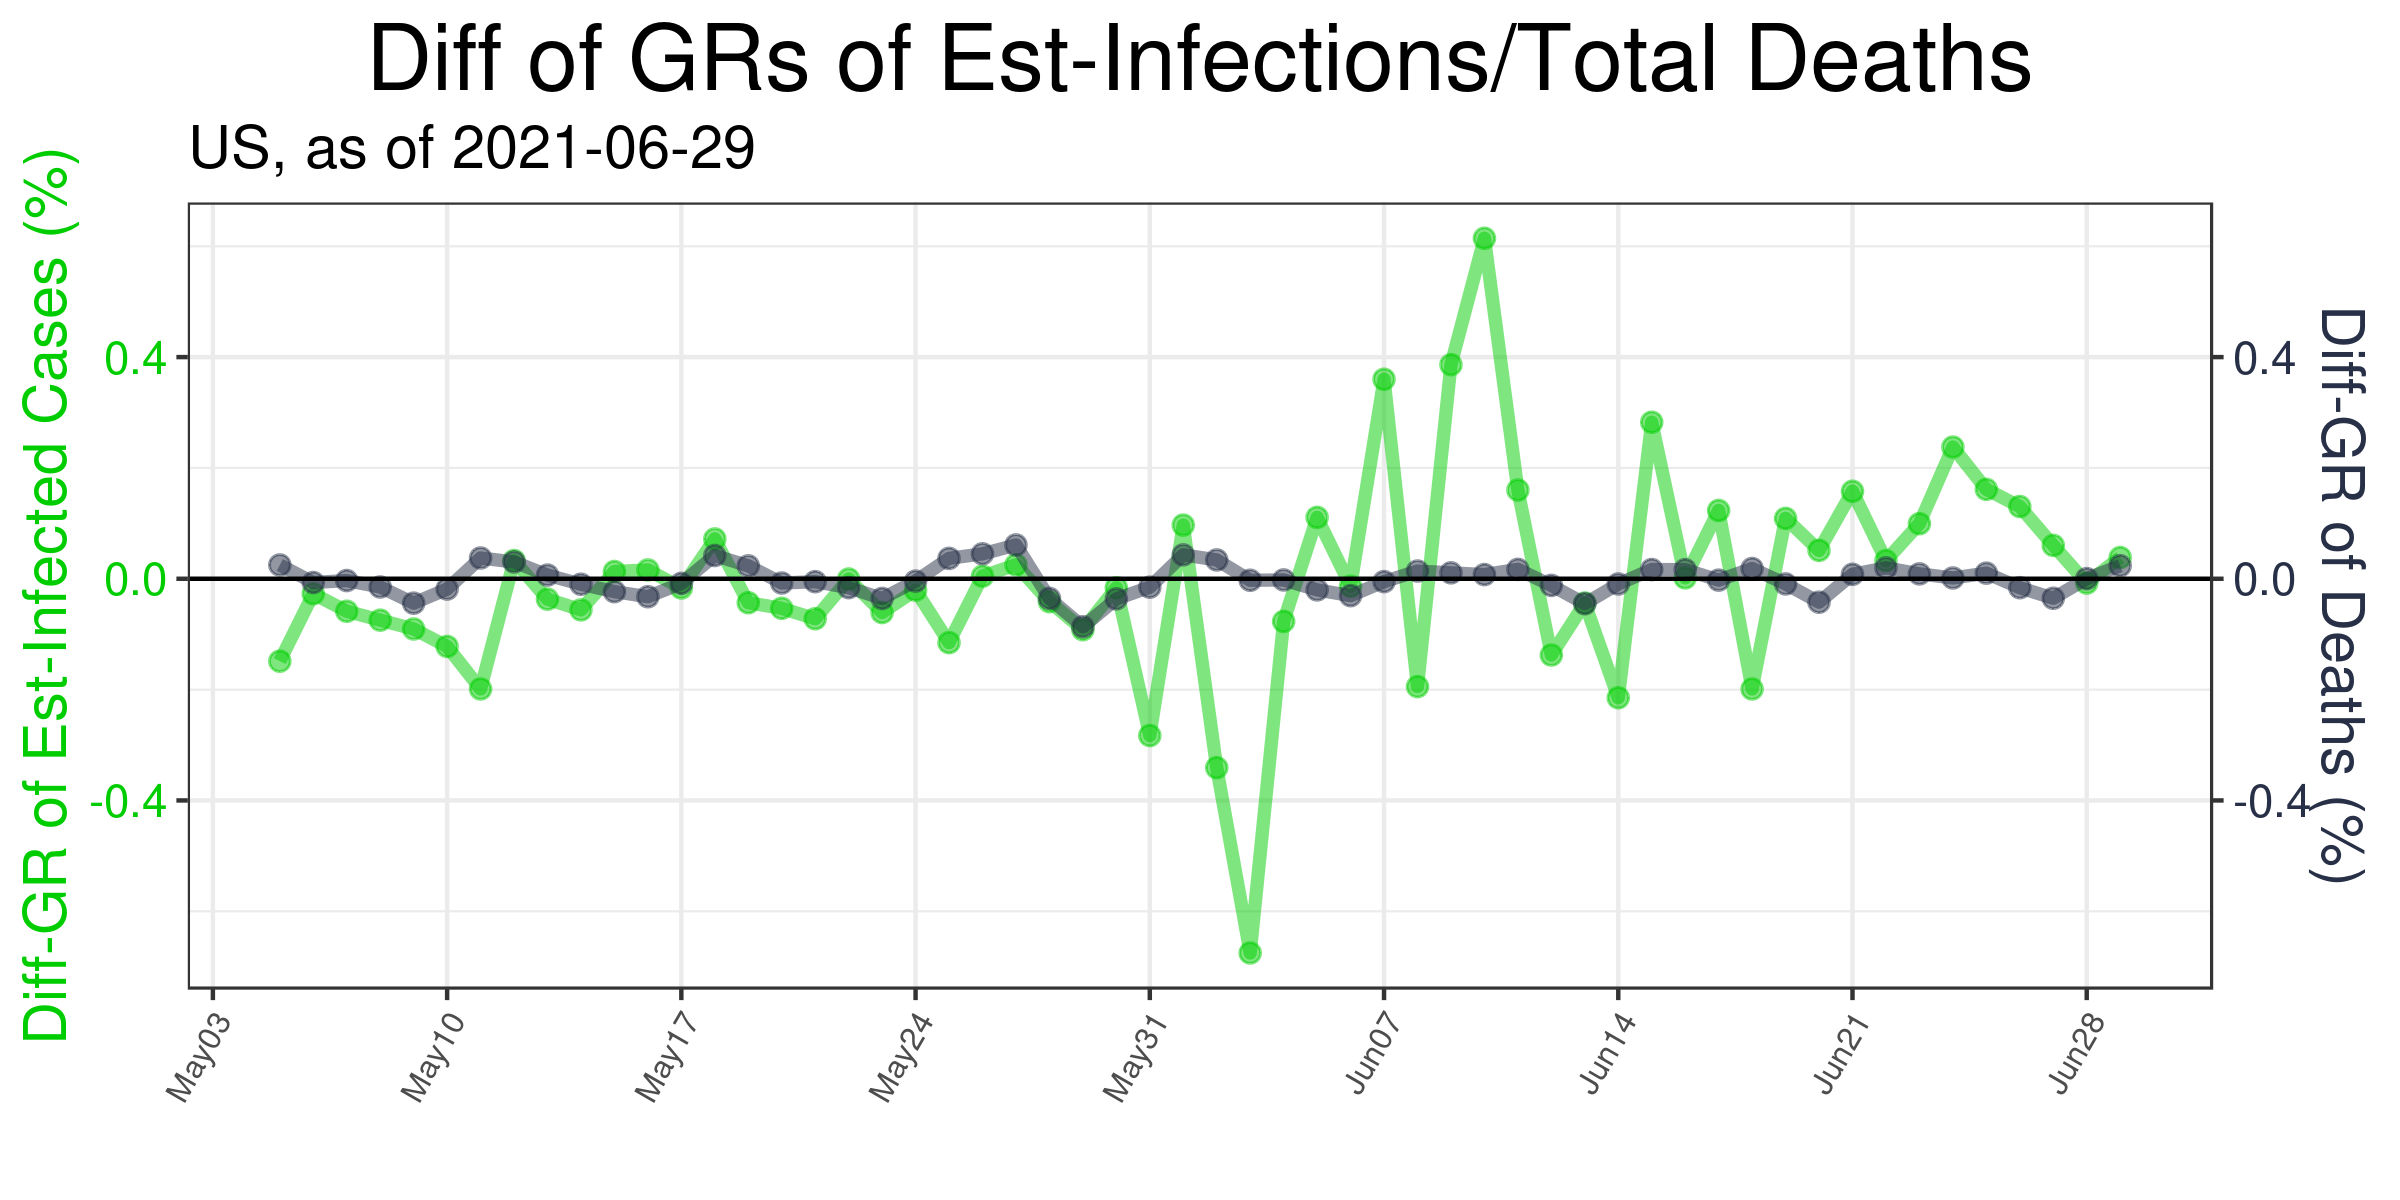 Diff of GRs of Est-Infections/Total Deaths
US, as of 2021-06-29
Diff-GR of Est-Infected Cases (%)
0.4
0.0
-0.4
0.4
0.0
-0.4
Diff-GR of Deaths (%)
May03
May10
May17
May24
May31
Jun07
Jun14
Jun21
Jun28